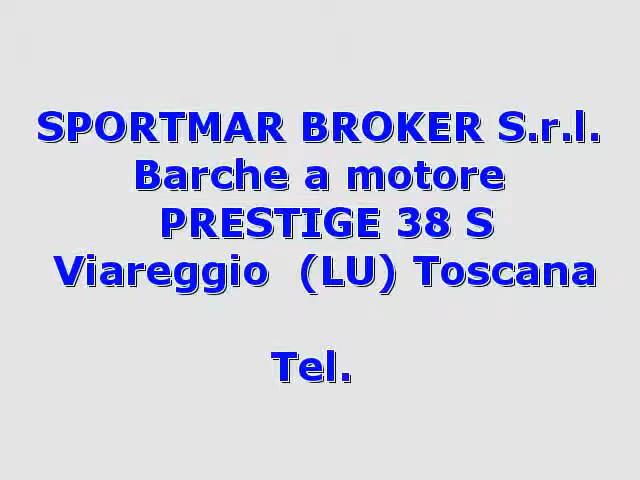 SPORTMAR BROKER S.r.l.
Barche a motore
PRESTIGE 38 S
Viareggio (LU) Toscana
Tel.